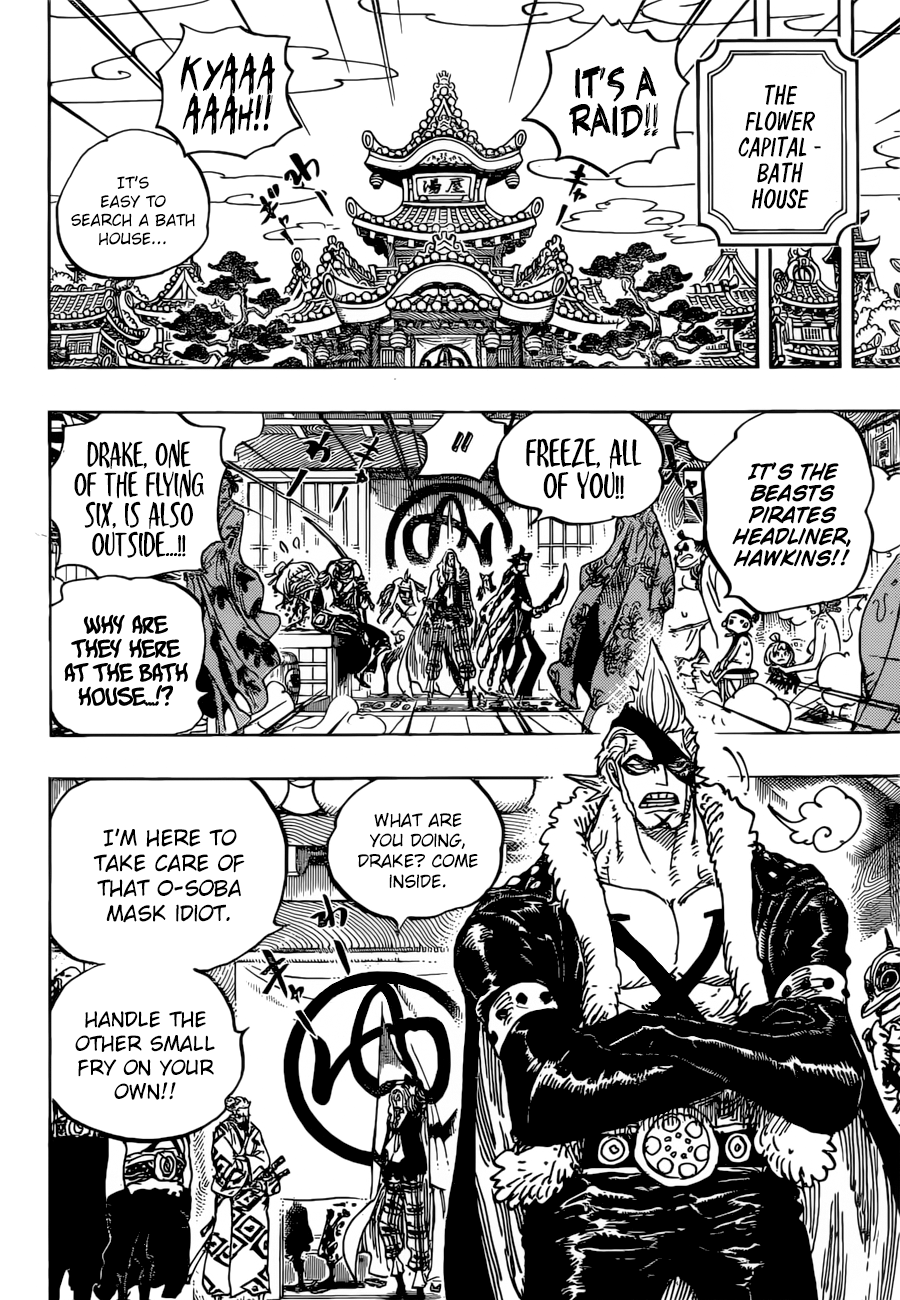 THE
FLOWER
CAPITAL -
BATH
HOUSE
IT'S A
RAID!!
KYAAA
AAAH!!
IT'S
EASY TO
SEARCH A BATH
HOUSE...
湯屋
IT'S THE
BEASTS
PIRATES
HEADLINER,
HAWKINS!!
FREEZE, ALL
OF YOU!!
!!
DRAKE, ONE
OF THE FLYING
SIX, IS ALSO
OUTSIDE...!!
WHY ARE
THEY HERE
AT THE BATH
HOUSE...!?
WHAT ARE
YOU DOING,
DRAKE? COME
INSIDE.
I'M HERE TO
TAKE CARE OF
THAT O-SOBA
MASK IDIOT.
HANDLE THE
OTHER SMALL
FRY ON YOUR
OWN!!